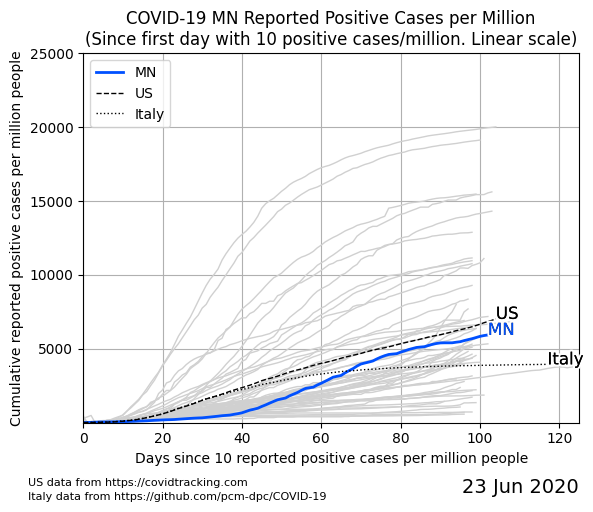 COVID-19 MN Reported Positive Cases per Million
(Since first day with 10 positive cases/million. Linear scale)
Cumulative reported positive cases per million people
25000
20000
15000
10000
5000
MN
US
Italy
US
MN
Italy
0
20
40
60
80
100
120
Days since 10 reported positive cases per million people
US data from https://covidtracking.com
Italy data from https://github.com/pcm-dpc/COVID-19
23 Jun 2020